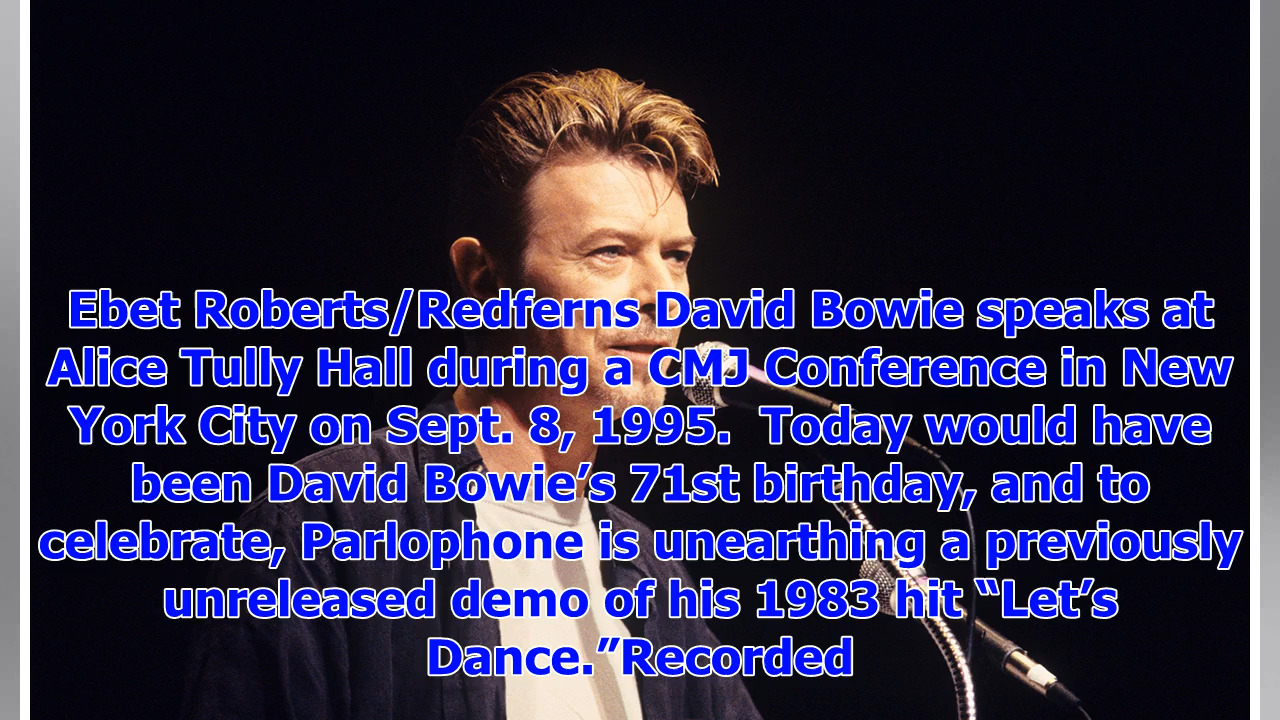 Ebet Roberts/Redferns David Bowie speaks at
Alice Tully Hall during a CMJ Conference in New
York City on Sept. 8, 1995.  Today would have
been David Bowie’s 71st birthday, and to
celebrate, Parlophone is unearthing a previously
unreleased demo of his 1983 hit “Let’s
Dance.”Recorded